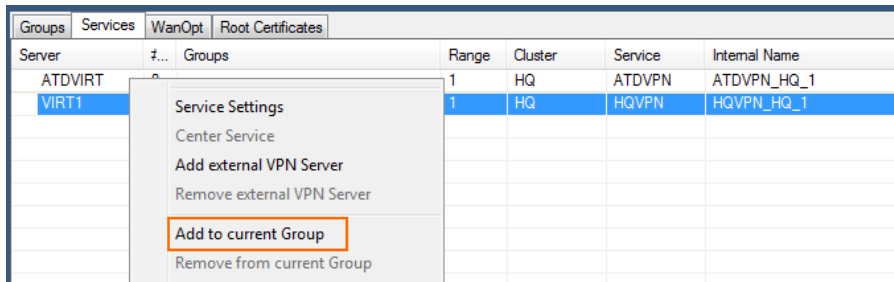 Groups Services WanOpt Root Certificates
Server #... Groups Range Cluster Service Internal Name
ATDVIRT 1 HQ ATDVPN ATDVPN_HQ_1
VIRT1 1 HQ HQVPN HQVPN_HQ_1
Service Settings
Center Service
Add external VPN Server
Remove external VPN Server
Add to current Group
Remove from current Group